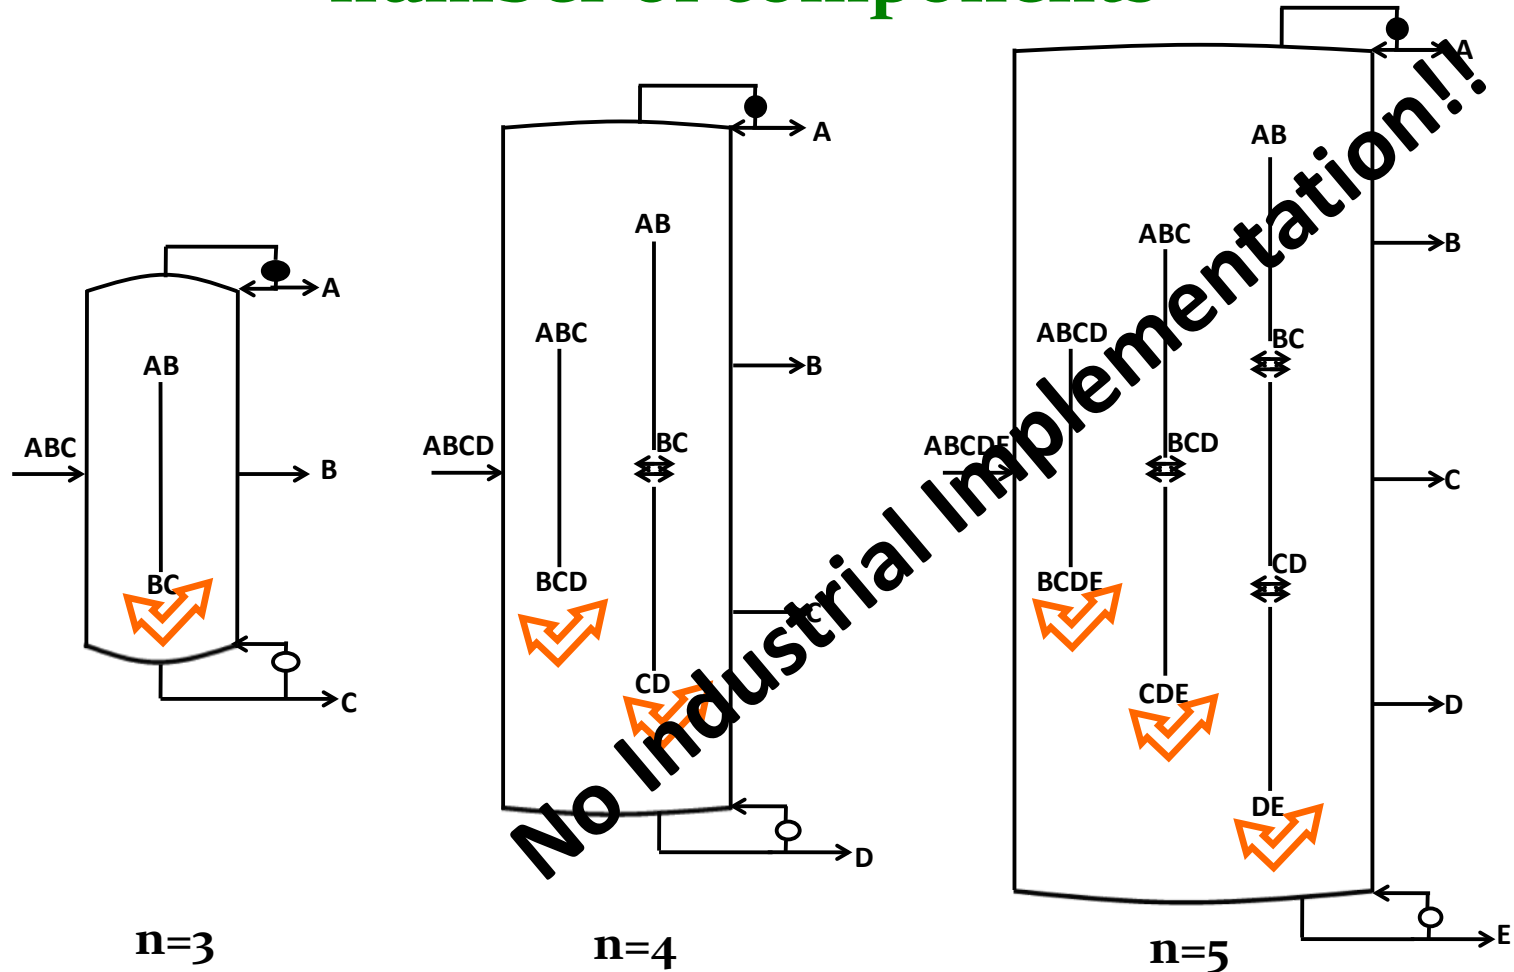 number of components
A
AB
ABC
B
BC
C
n=3
A
AB
ABC
B
ABCD
BC
BCD
C
CD
D
n=4
A
AB
B
ABC
ABCD
BC
ABCDE
BCD
C
CD
BCDE
CDE
D
DE
E
n=5
No Industrial Implementation!!